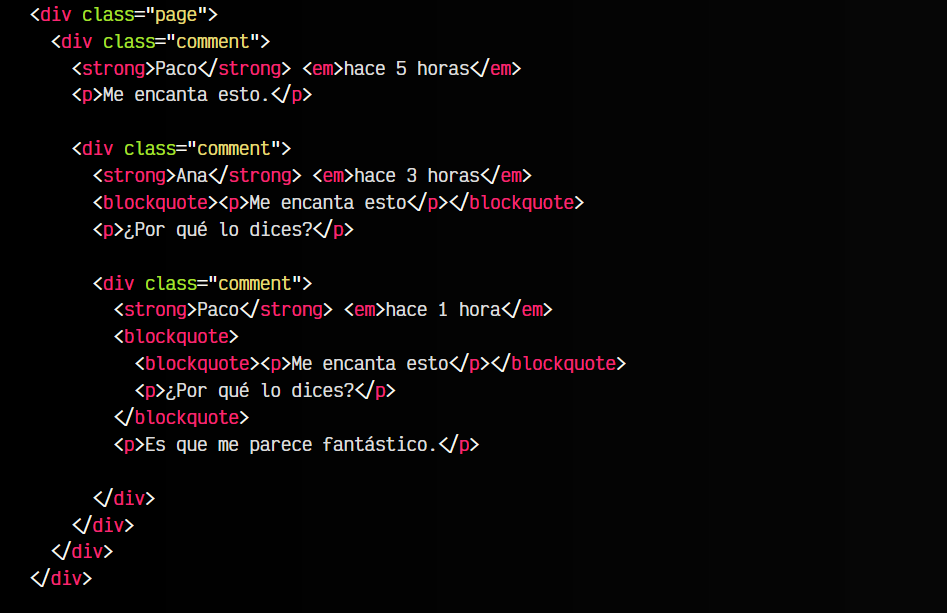 <div class="page">
<div class="comment">
<strong>Paco</strong> <em>hace 5 horas</em>
<p>Me encanta esto.</p>
<div class="comment">
<strong>Ana</strong> <em>hace 3 horas</em>
<blockquote><p>Me encanta esto</p></blockquote>
<p>¿Por qué lo dices?</p>
<div class="comment">
<strong>Paco</strong> <em>hace 1 hora</em>
<blockquote>
<blockquote><p>Me encanta esto</p></blockquote>
<p>¿Por qué lo dices?</p>
</blockquote>
<p>Es que me parece fantástico.</p>
</div>
</div>
</div>
</div>